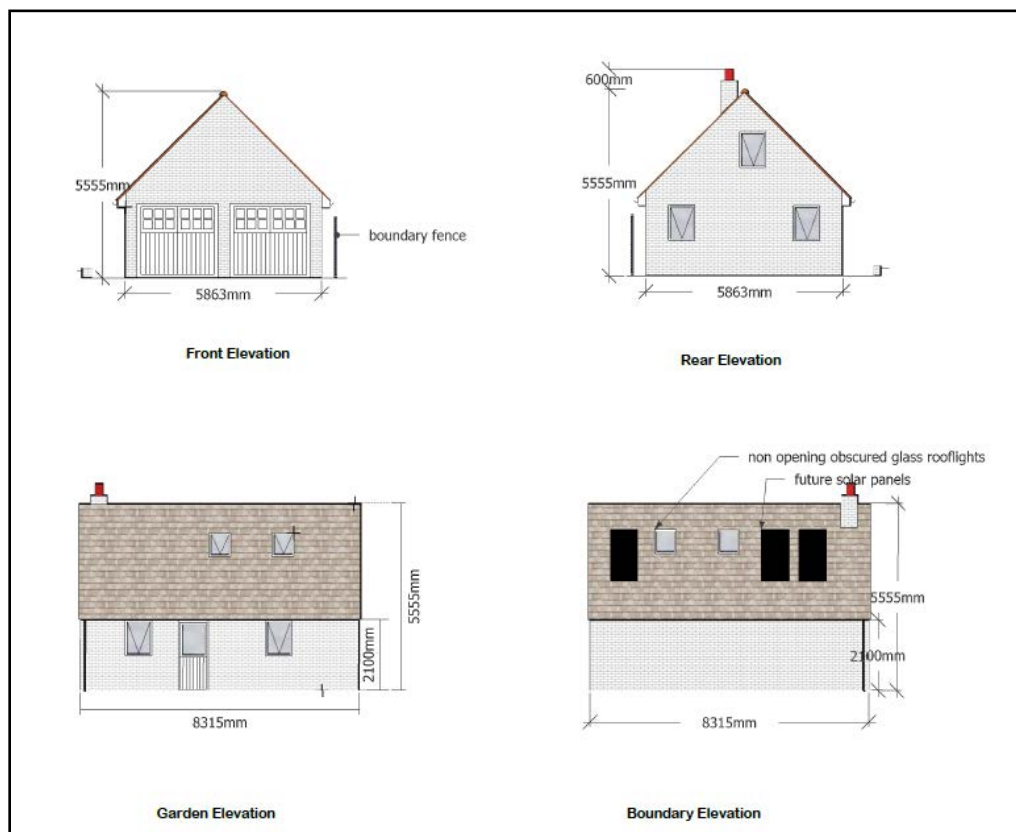 5555mm
boundary fence
5863mm
Front Elevation
600mm
5555mm
5863mm
Rear Elevation
5555mm
2100mm
8315mm
Garden Elevation
non opening obscured glass rooflights
future solar panels
5555mm
2100mm
8315mm
Boundary Elevation